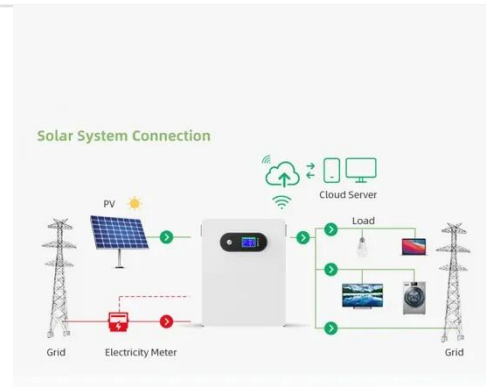 Solar System Connection
Cloud Server
PV
Load
Grid
Electricity Meter
Grid